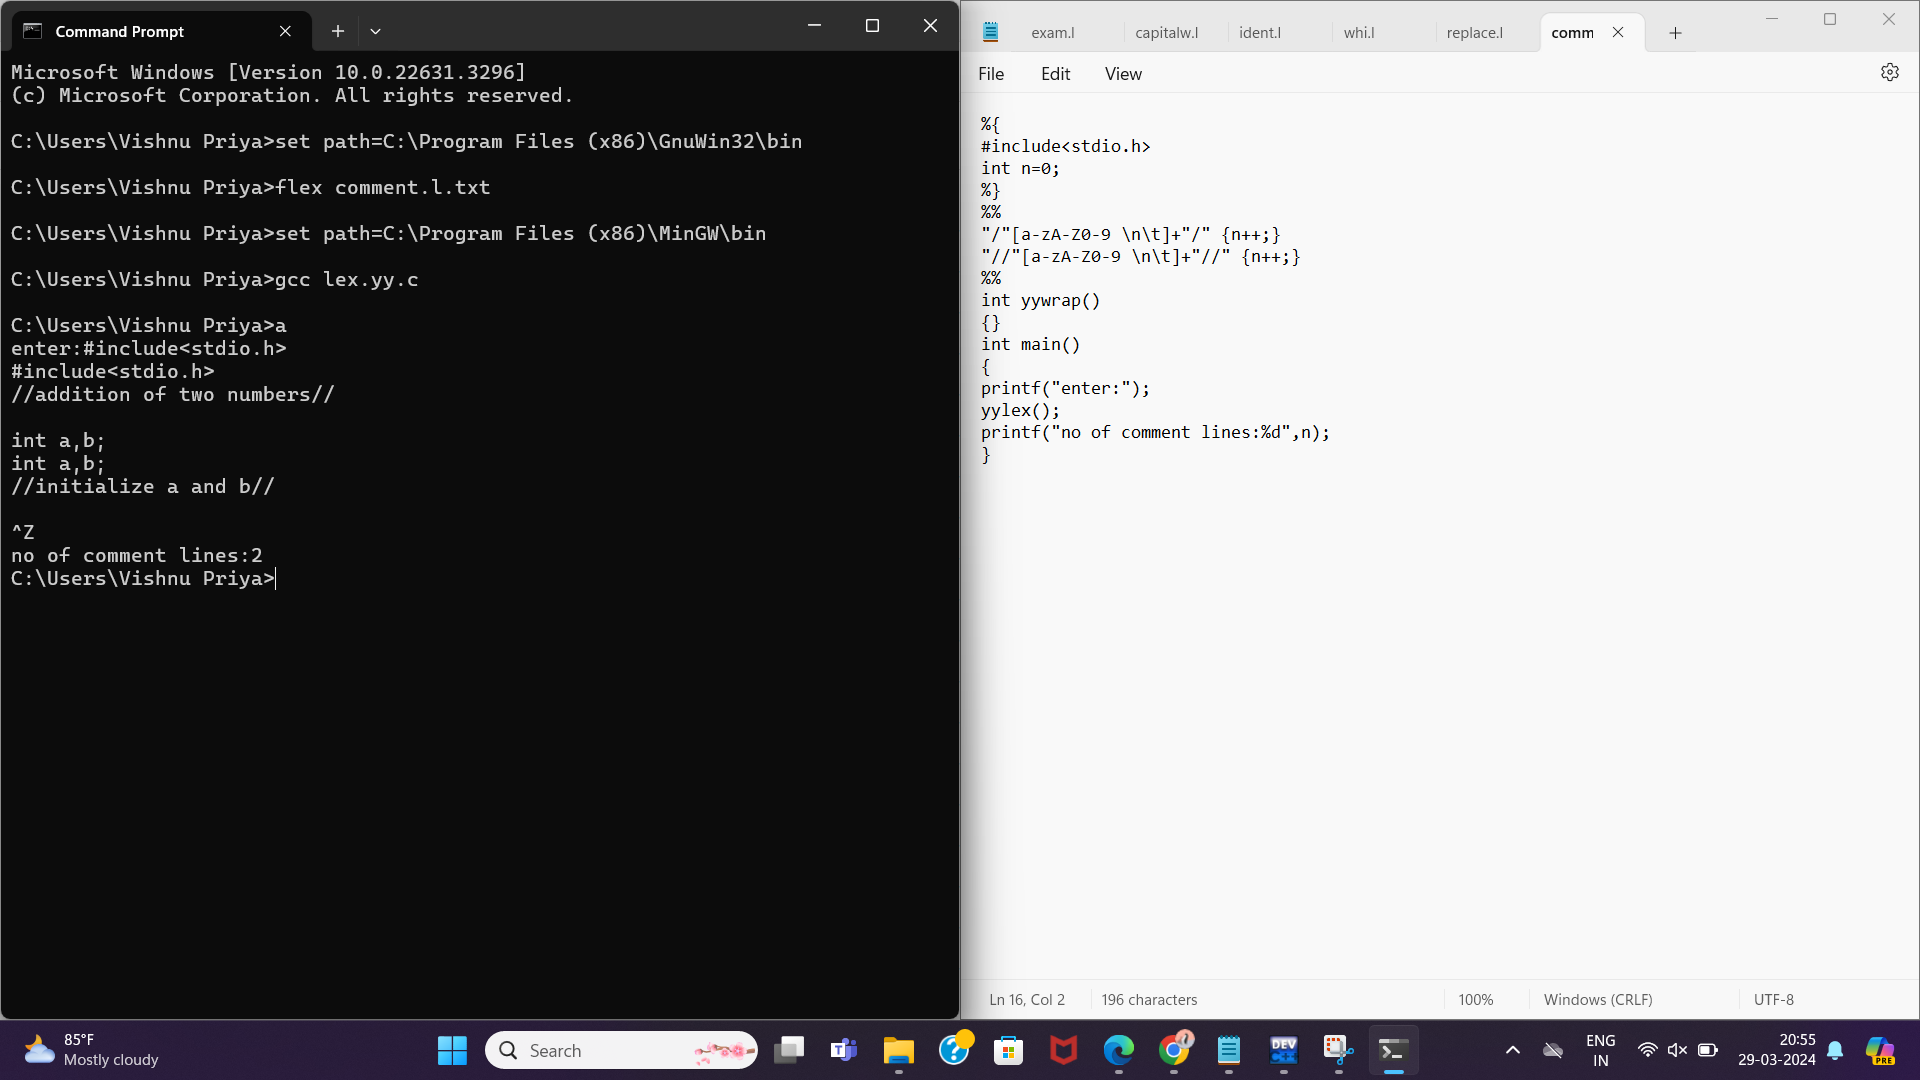 Command Prompt
Microsoft Windows [Version 10.0.22631.3296]
(c) Microsoft Corporation. All rights reserved.
C:\Users\Vishnu Priya>set path=C:\Program Files (x86)\GnuWin32\bin
C:\Users\Vishnu Priya>flex comment.l.txt
C:\Users\Vishnu Priya>set path=C:\Program Files (x86)\MinGW\bin
C:\Users\Vishnu Priya>gcc lex.yy.c
C:\Users\Vishnu Priya>a
enter:#include<stdio.h>
#include<stdio.h>
//addition of two numbers//
int a,b;
int a,b;
//initialize a and b//
^Z
no of comment lines:2
C:\Users\Vishnu Priya>
exam.l capitalw.l ident.l whi.l replace.l comm
File Edit View
%{
#include<stdio.h>
int n=0;
%}
%%
"/"[a-zA-Z0-9 \n\t]+"/" {n++;}
"//"[a-zA-Z0-9 \n\t]+"//" {n++;}
%%
int yywrap()
{}
int main()
{
printf("enter:");
yylex();
printf("no of comment lines:%d",n);
}
Ln 16, Col 2 196 characters 100% Windows (CRLF) UTF-8
85°F
Mostly cloudy
Search
DEV
PRE
ENG
IN
20:55
29-03-2024